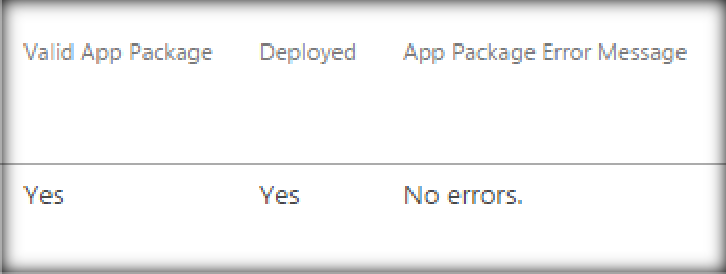 Valid App Package Deployed App Package Error Message
Yes Yes No errors.